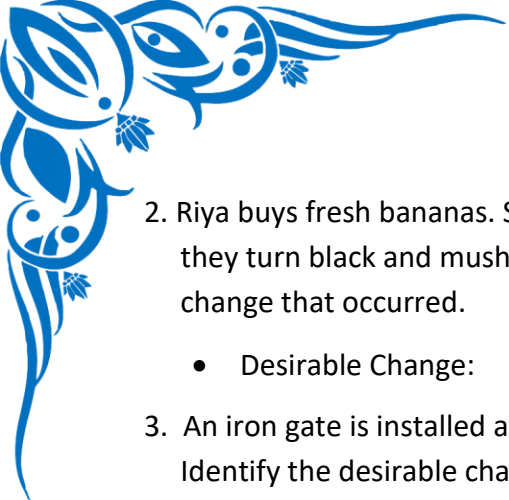 2. Riya buys fresh bananas.
they turn black and mush
change that occurred.
• Desirable Change:
3. An iron gate is installed a
Identify the desirable cha